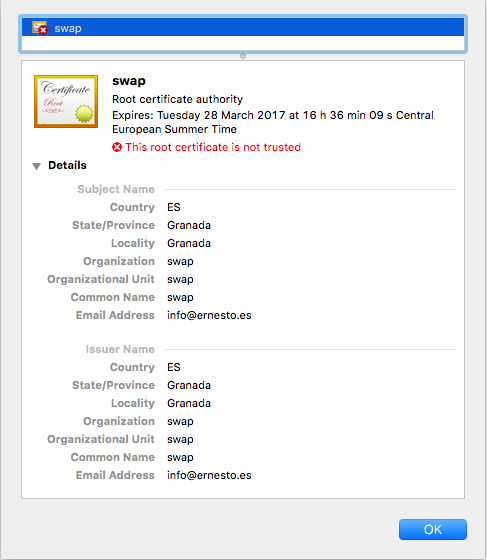 swap
Certificate
Root
swap
Root certificate authority
Expires: Tuesday 28 March 2017 at 16 h 36 min 09 s Central
European Summer Time
This root certificate is not trusted
Details
Subject Name
Country ES
State/Province Granada
Locality Granada
Organization swap
Organizational Unit swap
Common Name swap
Email Address info@ernesto.es
Issuer Name
Country ES
State/Province Granada
Locality Granada
Organization swap
Organizational Unit swap
Common Name swap
Email Address info@ernesto.es
OK